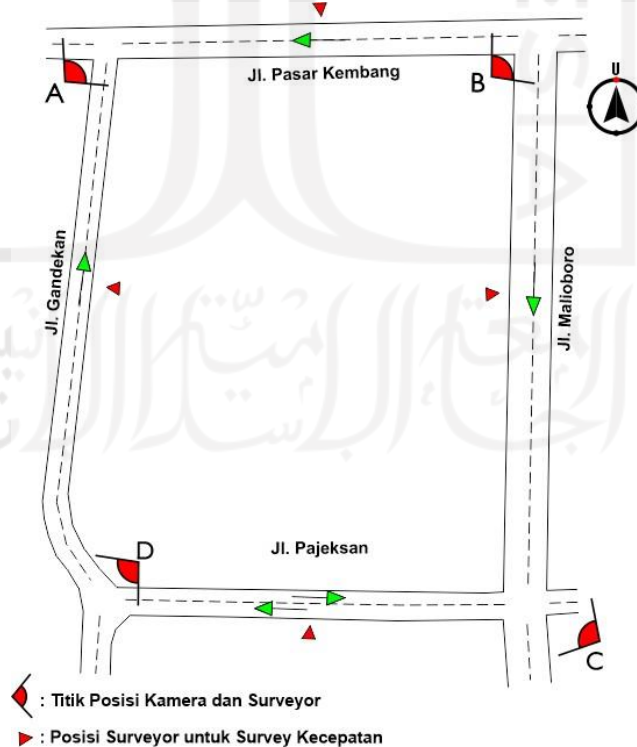 Jl. Pasar Kembang
A
B
U
Jl. Gandekan
Jl. Malioboro
D
Jl. Pajeksan
C
: Titik Posisi Kamera dan Surveyor
: Posisi Surveyor untuk Survey Kecepatan